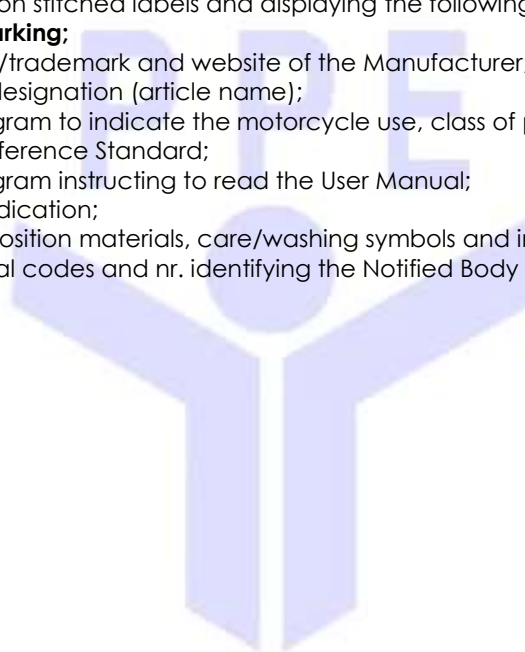 on stitched labels and displaying the following
arking;
/trademark and website of the Manufacturer;
designation (article name);
gram to indicate the motorcycle use, class of p
ference Standard;
gram instructing to read the User Manual;
dication;
osition materials, care/washing symbols and in
al codes and nr. identifying the Notified Body
PPE